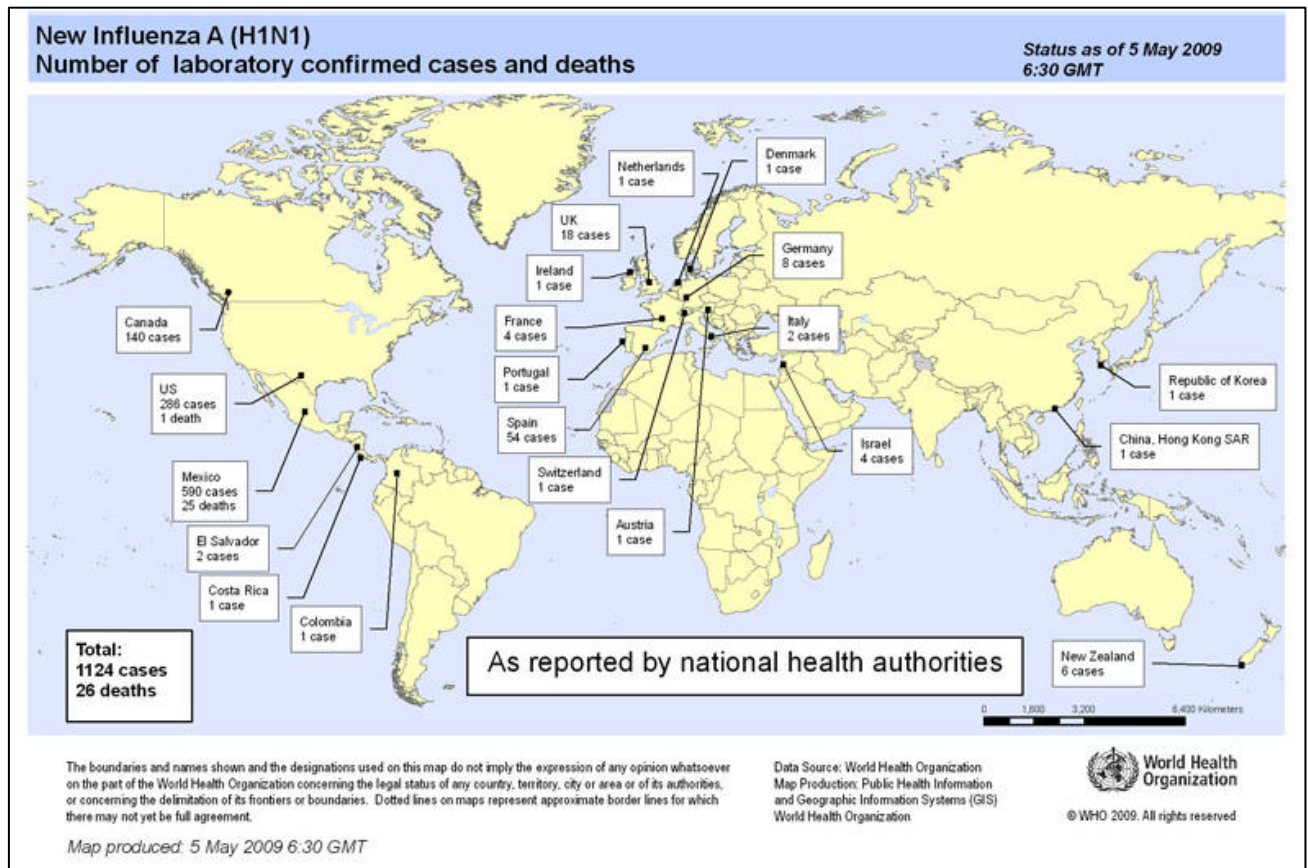 New Influenza A (H1N1)
Number of laboratory confirmed cases and deaths
Status as of 5 May 2009
6:30 GMT
Netherlands
1 case
Denmark
1 case
UK
18 cases
Germany
8 cases
Ireland
1 case
Canada
140 cases
France
4 cases
Italy
2 cases
Portugal
1 case
Republic of Korea
1 case
US
286 cases
1 death
Spain
54 cases
Israel
4 cases
China, Hong Kong SAR
1 case
Switzerland
1 case
Mexico
590 cases
25 deaths
Austria
1 case
El Salvador
2 cases
Costa Rica
1 case
Colombia
1 case
Total:
1124 cases
26 deaths
As reported by national health authorities
New Zealand
6 cases
0 1,600 3,200 6,400 Kilometers
The boundaries and names shown and the designations used on this map do not imply the expression of any opinion whatsoever
on the part of the World Health Organization concerning the legal status of any country, territory, city or area or of its authorities,
or concerning the delimitation of its frontiers or boundaries. Dotted lines on maps represent approximate border lines for which
there may not yet be full agreement.
Data Source: World Health Organization
Map Production: Public Health Information
and Geographic Information Systems (GIS)
World Health Organization
World Health
Organization
© WHO 2009. All rights reserved
Map produced: 5 May 2009 6:30 GMT